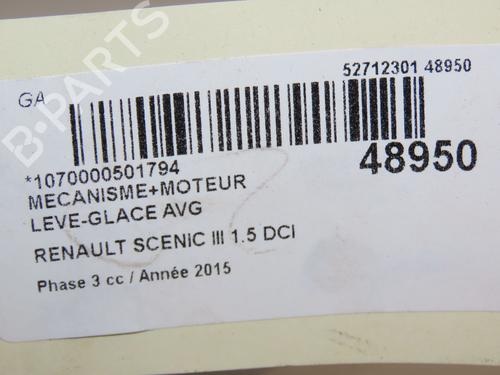 52712301 48950
GA
48950
*1070000501794
MECANISME+MOTEUR
LEVE-GLACE AVG
RENAULT SCENIC III 1.5 DCI
Phase 3 cc / Année 2015
B-PARTS